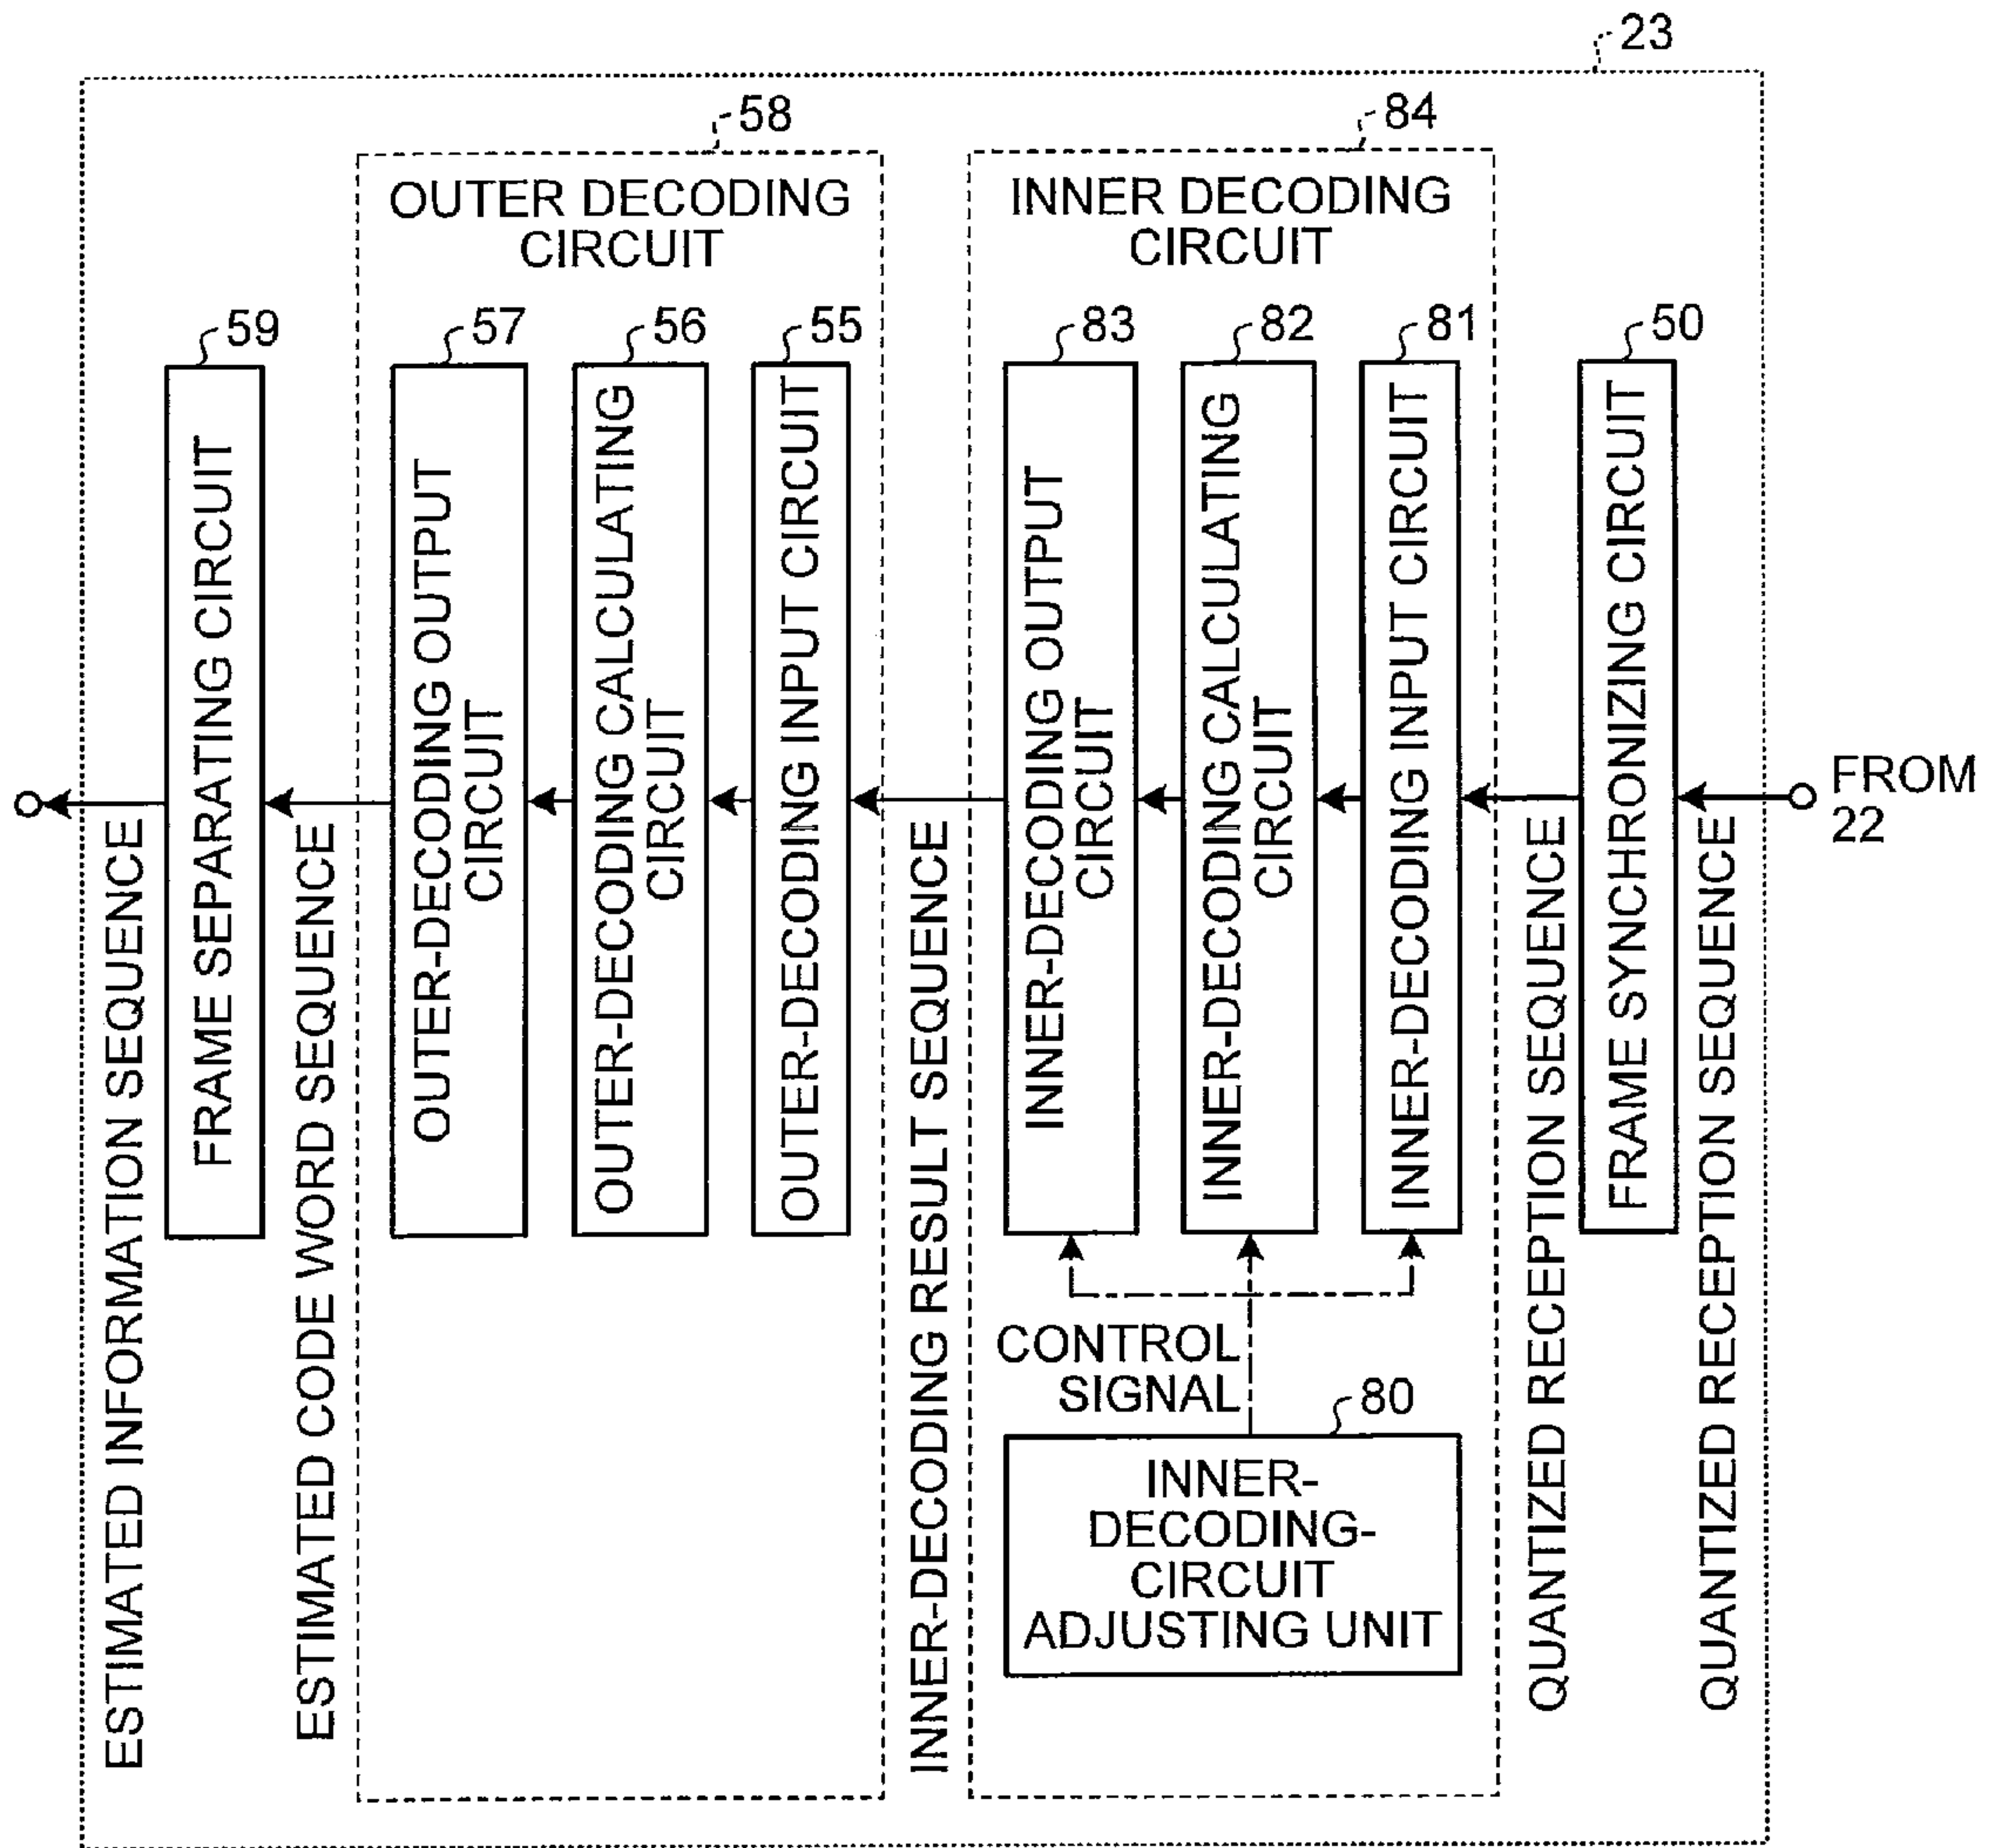 23
58
84
OUTER DECODING
CIRCUIT
INNER DECODING
CIRCUIT
59
57
56
55
83
82
81
50
FRAME SEPARATING CIRCUIT
OUTER-DECODING OUTPUT
CIRCUIT
OUTER-DECODING CALCULATING
CIRCUIT
OUTER-DECODING INPUT CIRCUIT
INNER-DECODING OUTPUT
CIRCUIT
INNER-DECODING CALCULATING
CIRCUIT
INNER-DECODING INPUT CIRCUIT
FRAME SYNCHRONIZING CIRCUIT
FROM
22
ESTIMATED INFORMATION SEQUENCE
ESTIMATED CODE WORD SEQUENCE
INNER-DECODING RESULT SEQUENCE
QUANTIZED RECEPTION SEQUENCE
QUANTIZED RECEPTION SEQUENCE
CONTROL
SIGNAL
80
INNER-
DECODING-
CIRCUIT
ADJUSTING UNIT